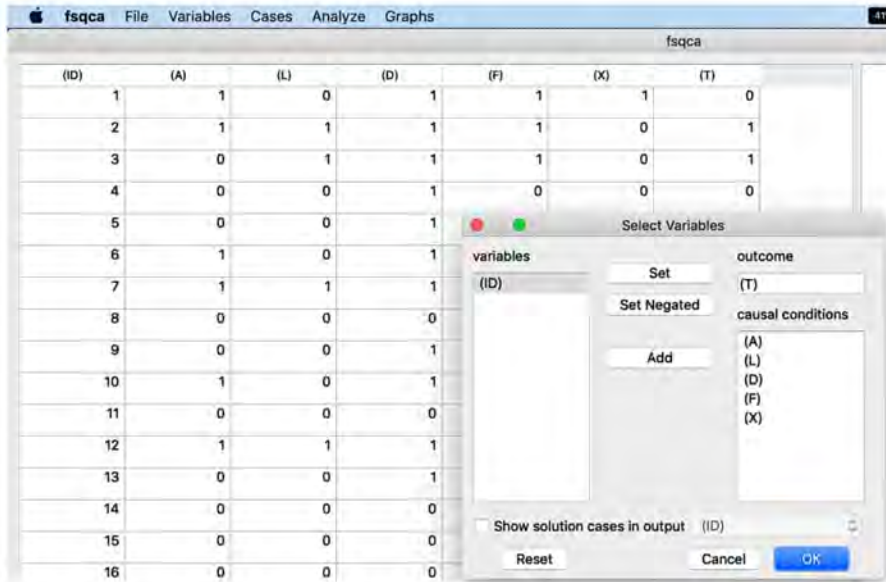 fsqca File Variables Cases Analyze Graphs
fsqca
(ID) (A) (L) (D) (F) (X) (T)
1 1 0 1 1 1 0
2 1 1 1 1 0 1
3 0 1 1 1 0 1
4 0 0 1 0 0 0
5 0 0 1
6 1 0 1
7 1 1 1
8 0 0 0
9 0 0 1
10 1 0 1
11 0 0 0
12 1 1 1
13 0 0 1
14 0 0 0
15 0 0 0
16 0 0 0
Select Variables
variables
(ID)
Set
Set Negated
Add
outcome
(T)
causal conditions
(A)
(L)
(D)
(F)
(X)
Show solution cases in output (ID)
Reset Cancel OK